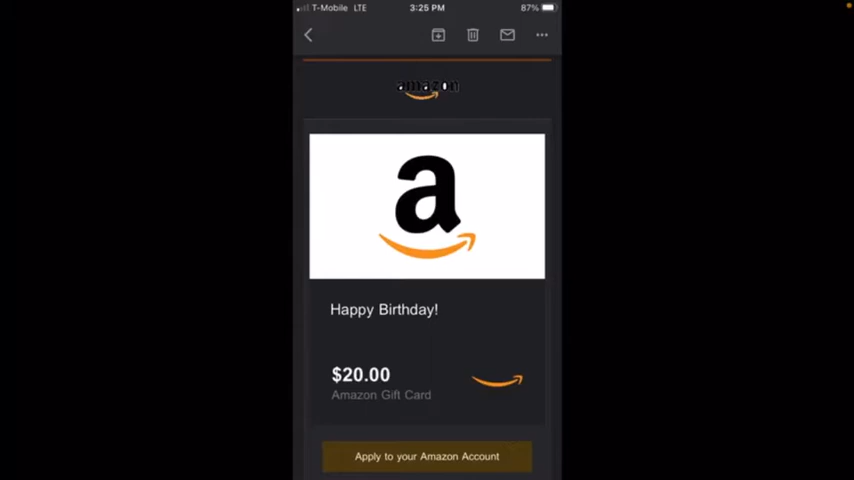 T-Mobile LTE 3:25 PM 87%
amazon
a
Happy Birthday!
$20.00
Amazon Gift Card
Apply to your Amazon Account